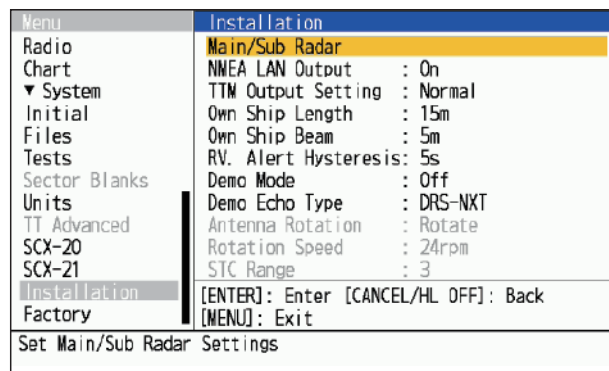 Menu
Radio
Chart
▼ System
Initial
Files
Tests
Sector Blanks
Units
TT Advanced
SCX-20
SCX-21
Installation
Factory
Installation
Main/Sub Radar
NMEA LAN Output : On
TTM Output Setting : Normal
Own Ship Length : 15m
Own Ship Beam : 5m
RV. Alert Hysteresis: 5s
Demo Mode : Off
Demo Echo Type : DRS-NXT
Antenna Rotation : Rotate
Rotation Speed : 24rpm
STC Range : 3
[ENTER]: Enter [CANCEL/HL OFF]: Back
[MENU]: Exit
Set Main/Sub Radar Settings